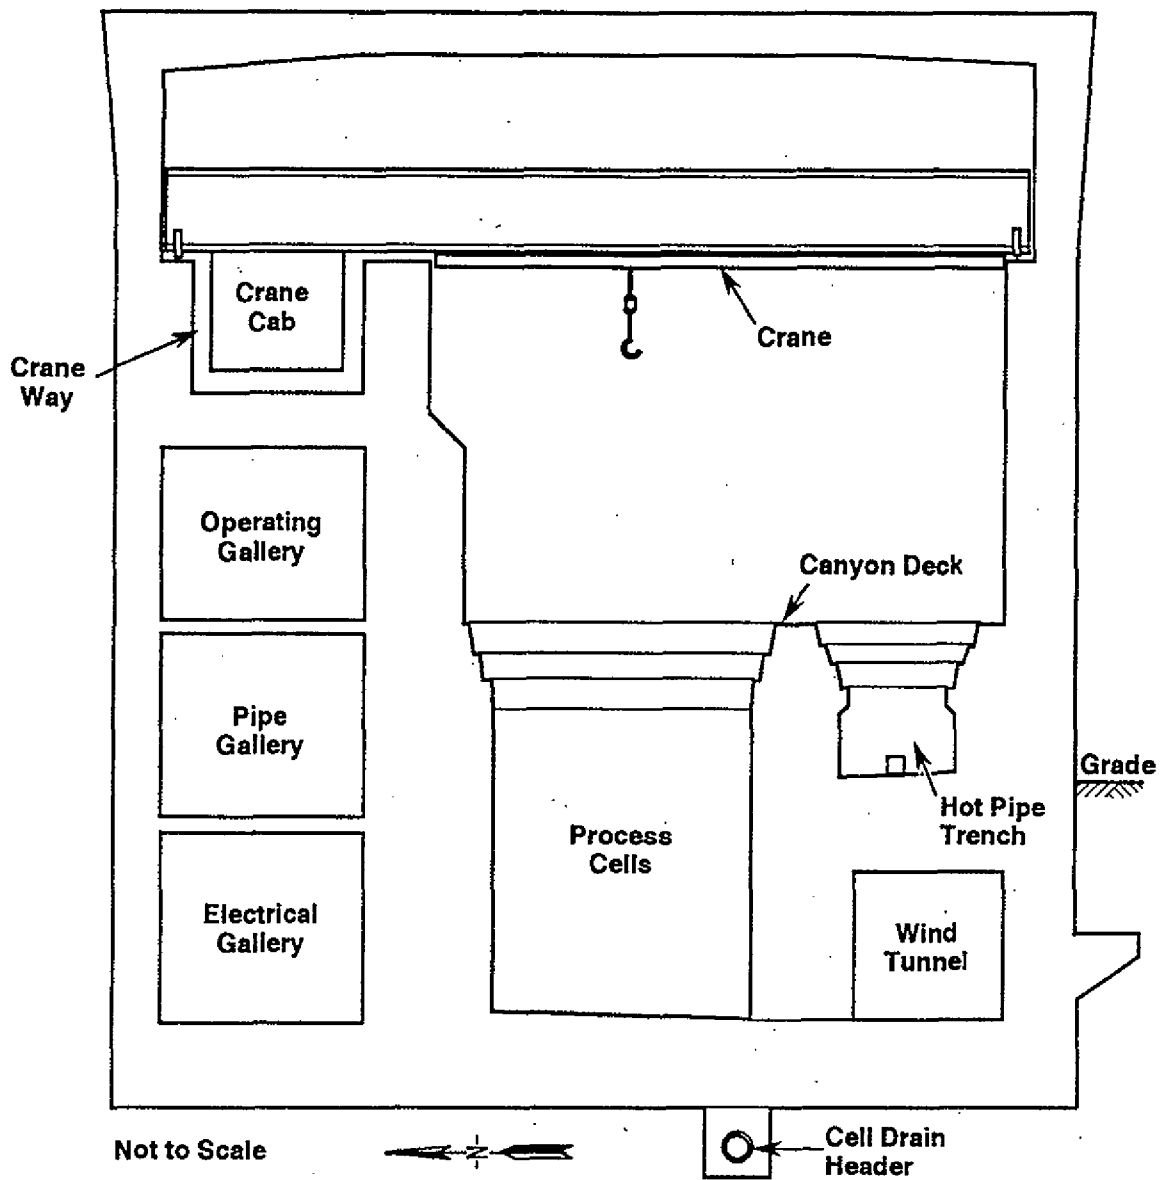 Crane
Cab
Crane
Crane
Way
Operating
Gallery
Canyon Deck
Pipe
Gallery
Grade
Hot Pipe
Trench
Process
Cells
Electrical
Gallery
Wind
Tunnel
Not to Scale
N
Cell Drain
Header